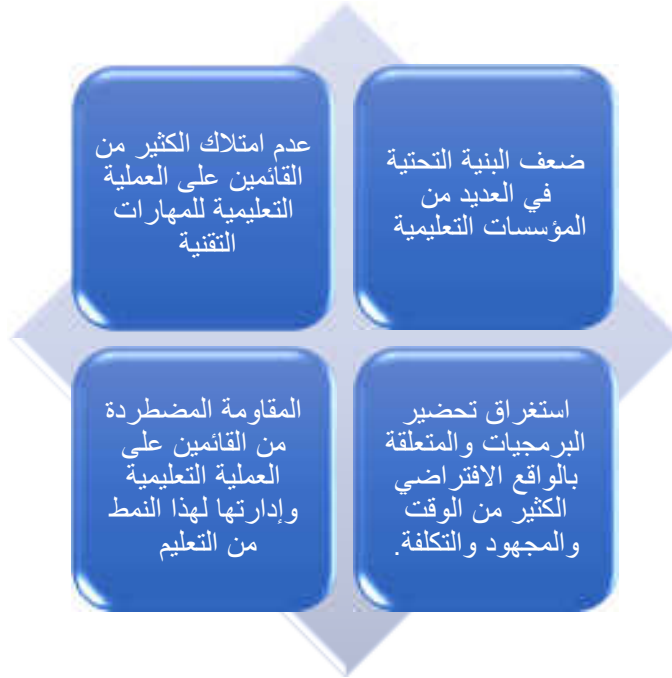 ضعف البنية التحتية
في العديد من
المؤسسات التعليمية
عدم امتلاك الكثير من
القائمين على العملية
التعليمية للمهارات
التقنية
استغراق تحضير
البرمجيات والمتعلقة
بالواقع الافتراضي
الكثير من الوقت
والمجهود والتكلفة.
المقاومة المضطردة
من القائمين على
العملية التعليمية
وإدارتها لهذا النمط
من التعليم